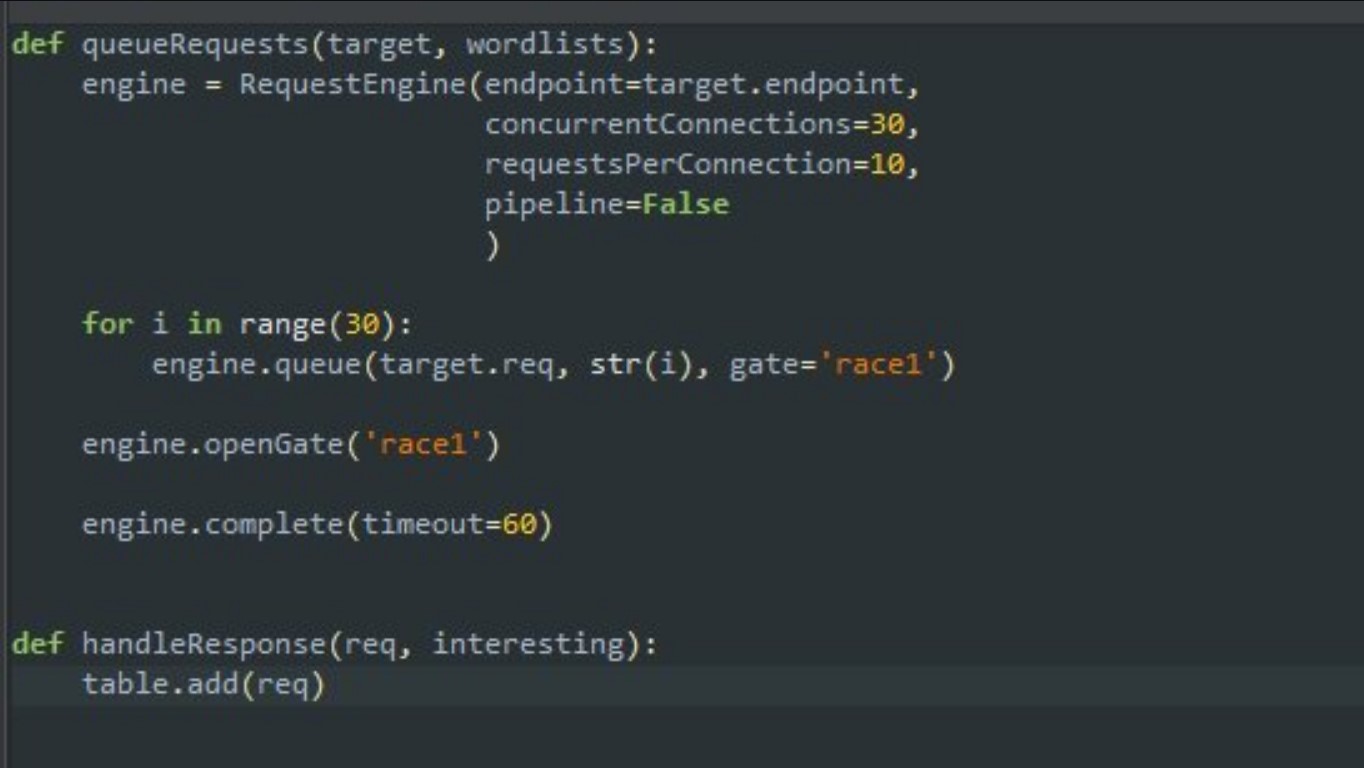 def queueRequests(target, wordlists):
    engine = RequestEngine(endpoint=target.endpoint,
                           concurrentConnections=30,
                           requestsPerConnection=10,
                           pipeline=False
                           )
    for i in range(30):
        engine.queue(target.req, str(i), gate='race1')
    engine.openGate('race1')
    engine.complete(timeout=60)
def handleResponse(req, interesting):
    table.add(req)